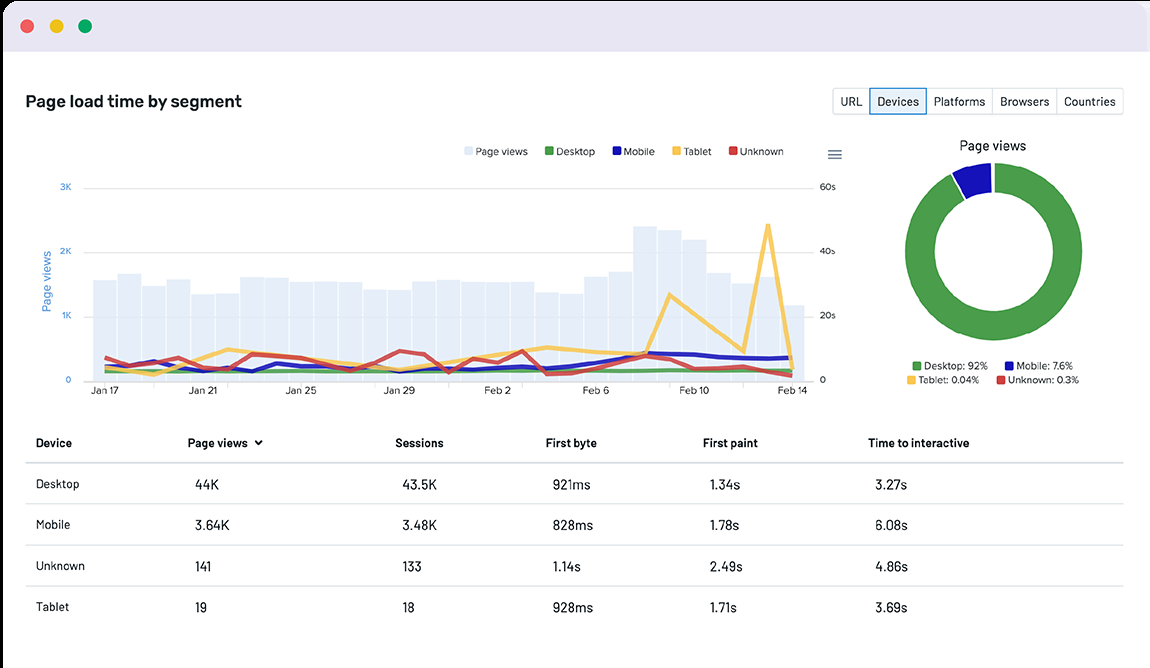 Page load time by segment
URL Devices Platforms Browsers Countries
Page views Desktop Mobile Tablet Unknown
Page views
3K 60s
2K 40s
1K 20s
0 0
Page views
Jan 17 Jan 21 Jan 25 Jan 29 Feb 2 Feb 6 Feb 10 Feb 14
Desktop: 92% Mobile: 7.6%
Tablet: 0.04% Unknown: 0.3%
Device Page views Sessions First byte First paint Time to interactive
Desktop 44K 43.5K 921ms 1.34s 3.27s
Mobile 3.64K 3.48K 828ms 1.78s 6.08s
Unknown 141 133 1.14s 2.49s 4.86s
Tablet 19 18 928ms 1.71s 3.69s